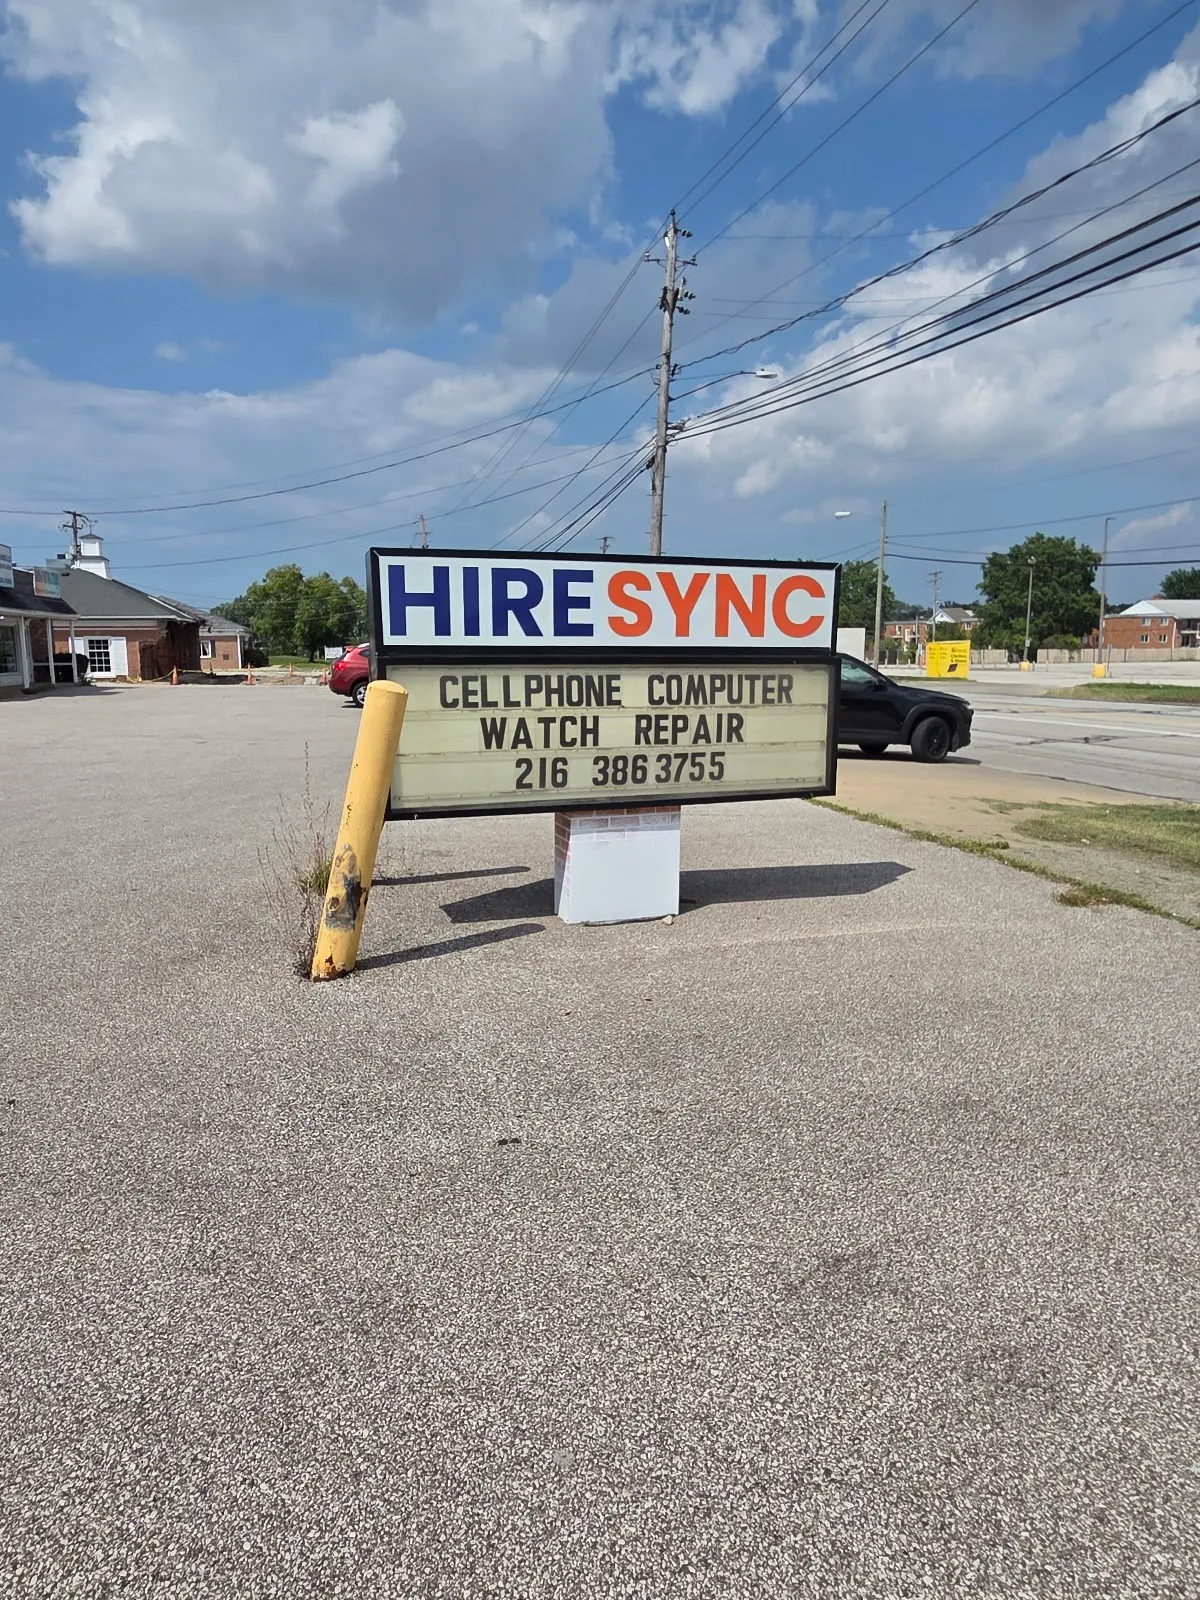 HIRESYNC
CELLPHONE COMPUTER
WATCH REPAIR
216 386 3755